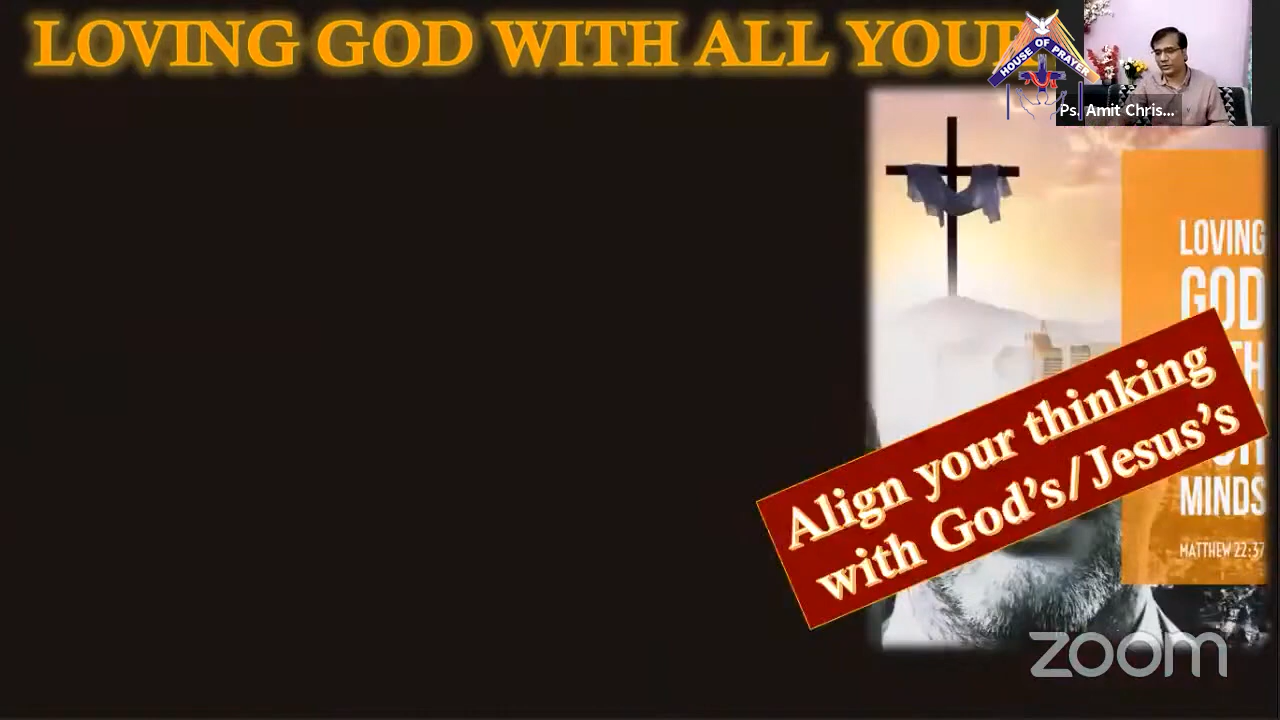 LOVING GOD WITH ALL YOUR
HOUSE OF PRAYER
Ps. Amit Chris...
LOVING
GOD
MINDS
MATTHEW 22:37
Align your thinking
with God's/Jesus's
zoom